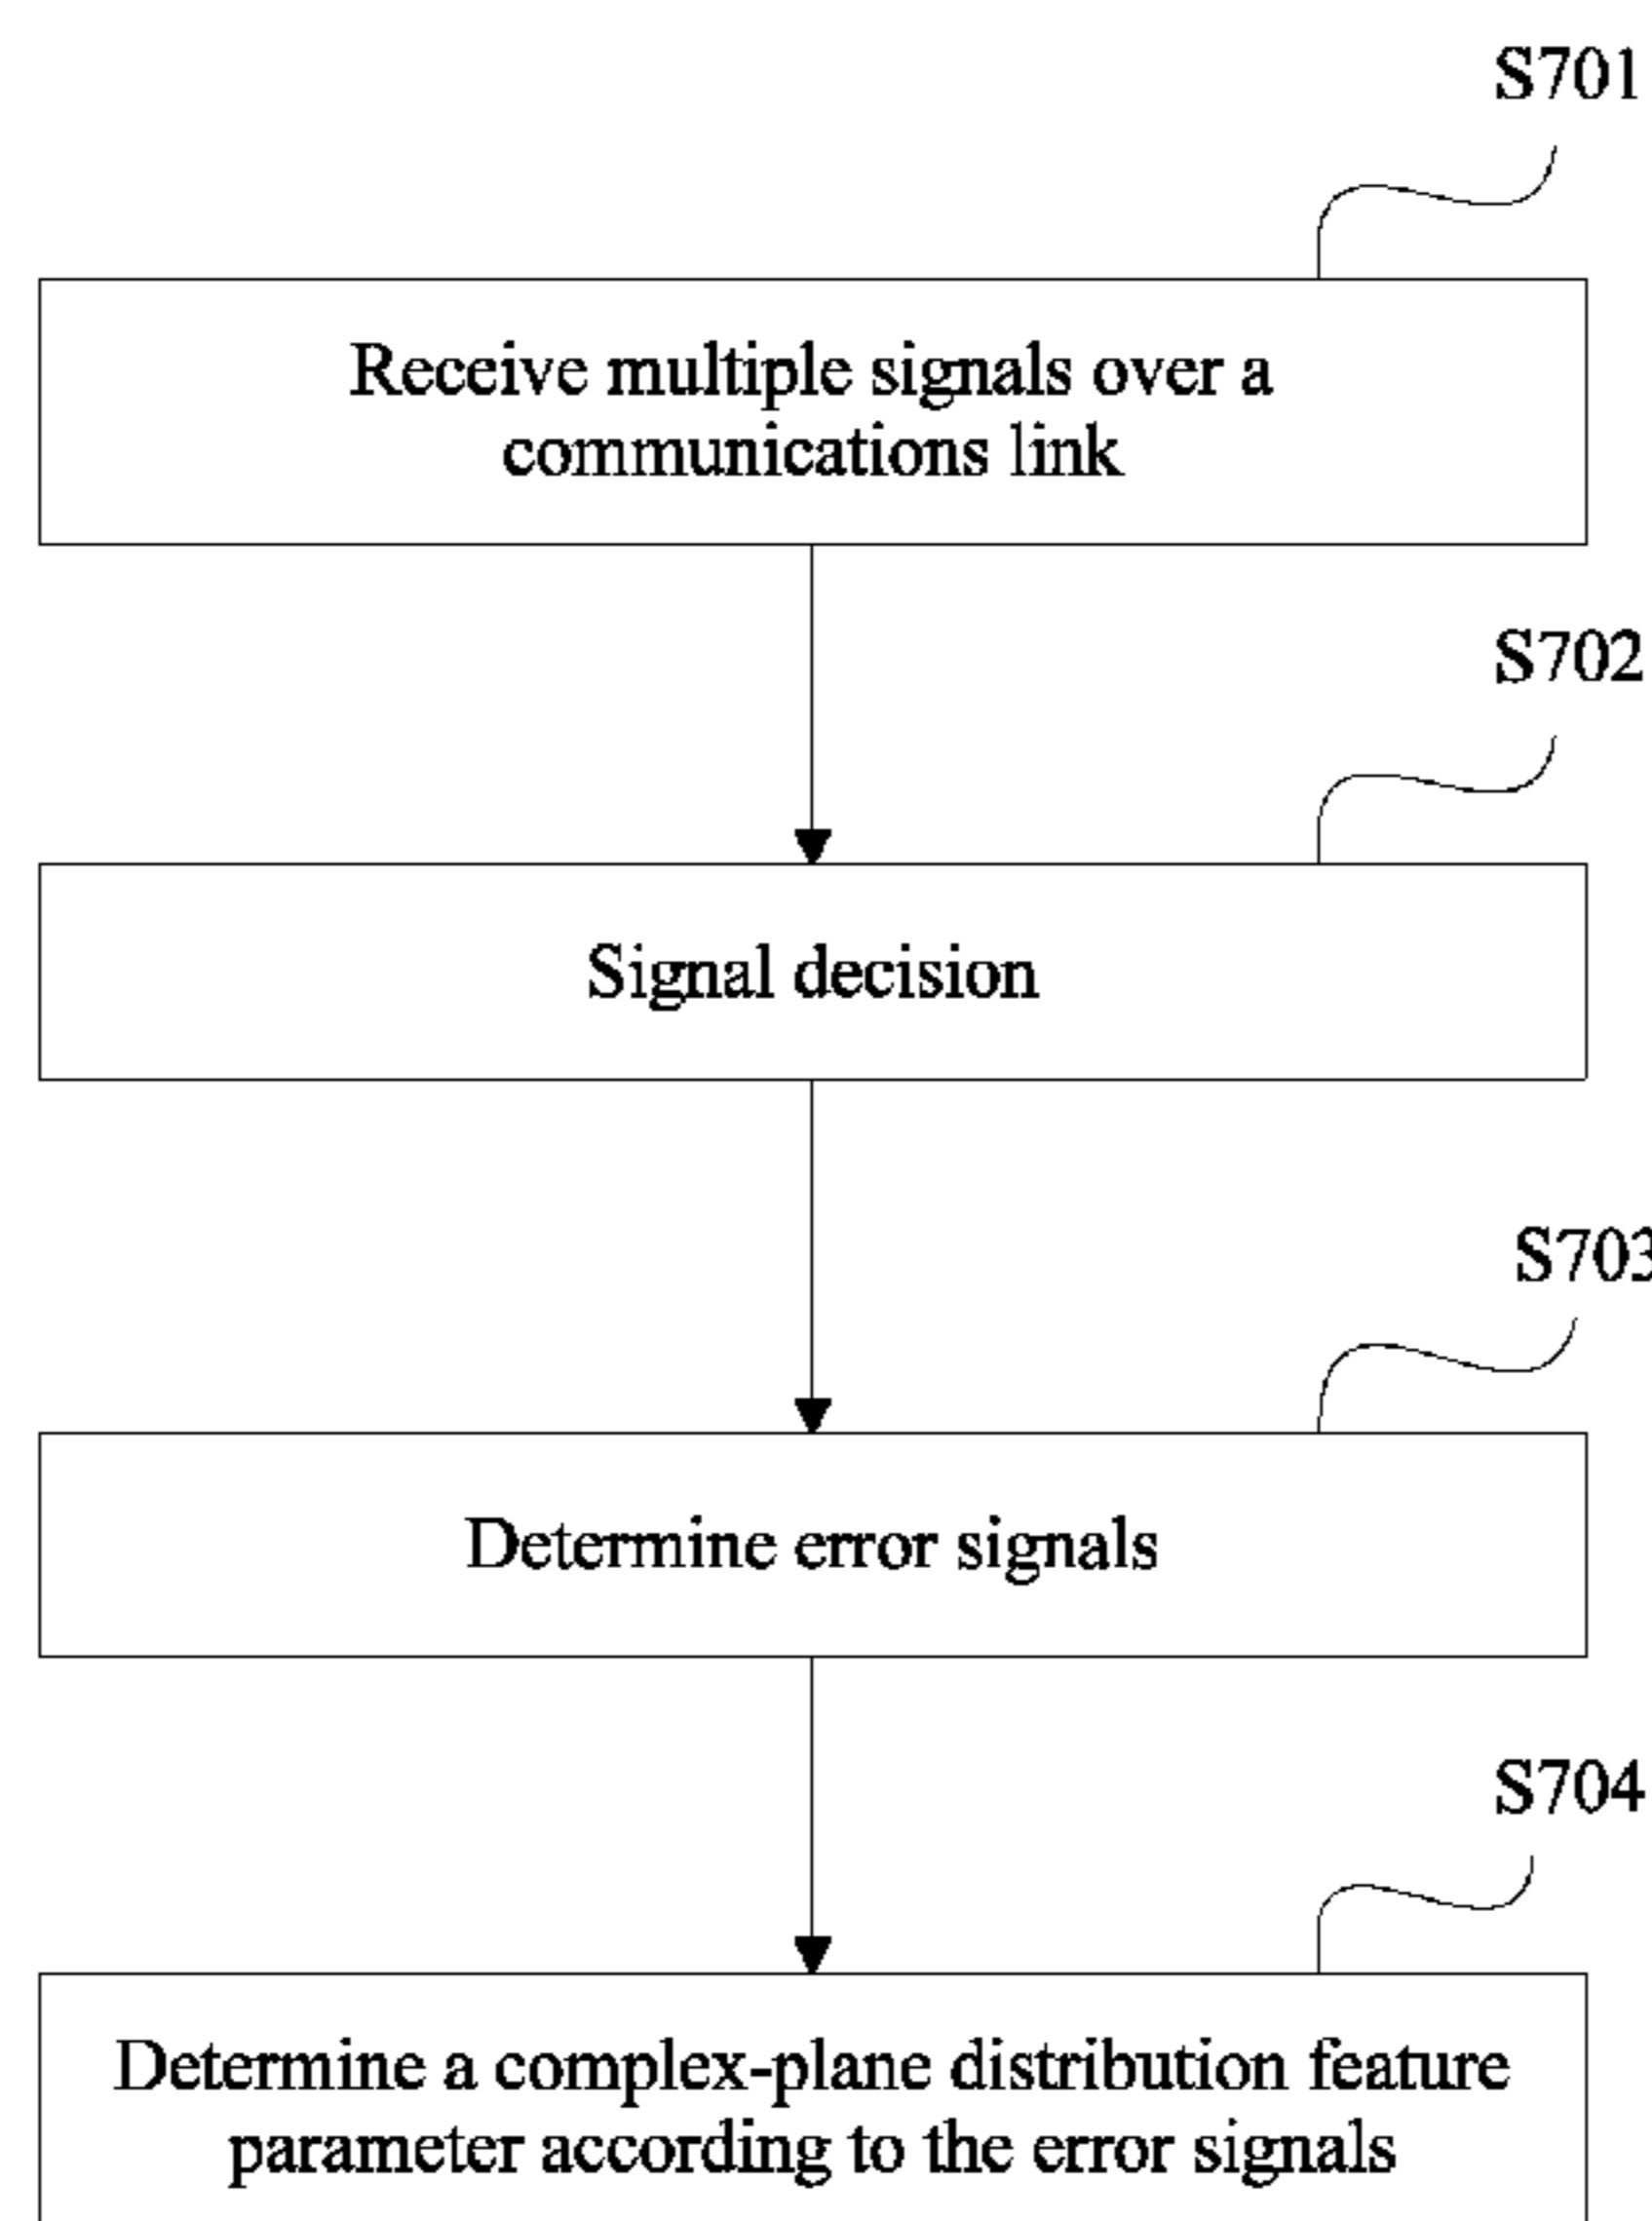 S701
Receive multiple signals over a
communications link
S702
Signal decision
S703
Determine error signals
S704
Determine a complex-plane distribution feature
parameter according to the error signals